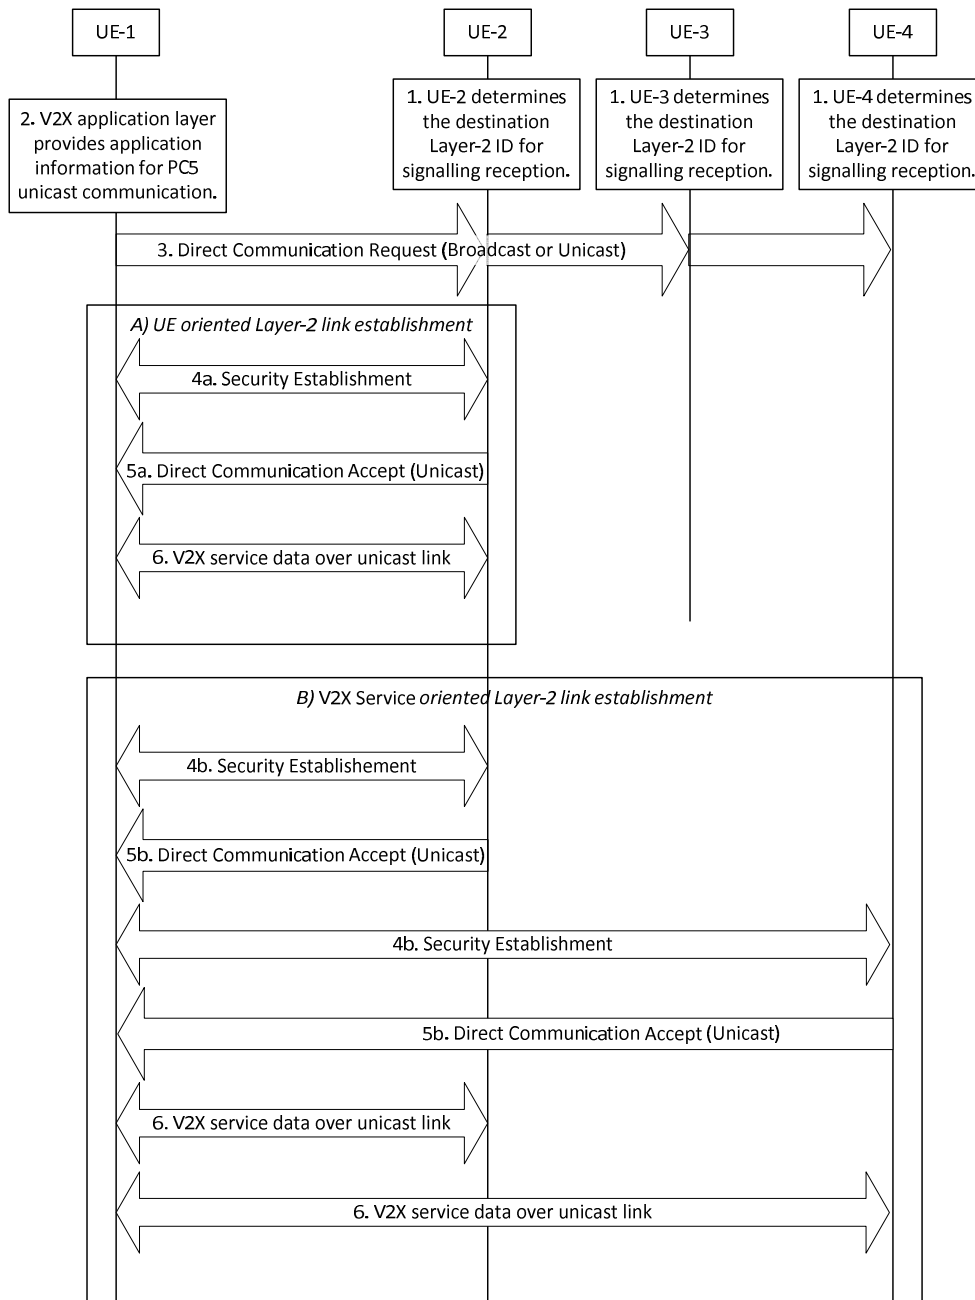 UE-1
UE-2
UE-3
UE-4
2. V2X application layer
provides application
information for PC5
unicast communication.
1. UE-2 determines
the destination
Layer-2 ID for
signalling reception.
1. UE-3 determines
the destination
Layer-2 ID for
signalling reception.
1. UE-4 determines
the destination
Layer-2 ID for
signalling reception.
3. Direct Communication Request (Broadcast or Unicast)
A) UE oriented Layer-2 link establishment
4a. Security Establishment
5a. Direct Communication Accept (Unicast)
6. V2X service data over unicast link
B) V2X Service oriented Layer-2 link establishment
4b. Security Establishement
5b. Direct Communication Accept (Unicast)
4b. Security Establishment
5b. Direct Communication Accept (Unicast)
6. V2X service data over unicast link
6. V2X service data over unicast link